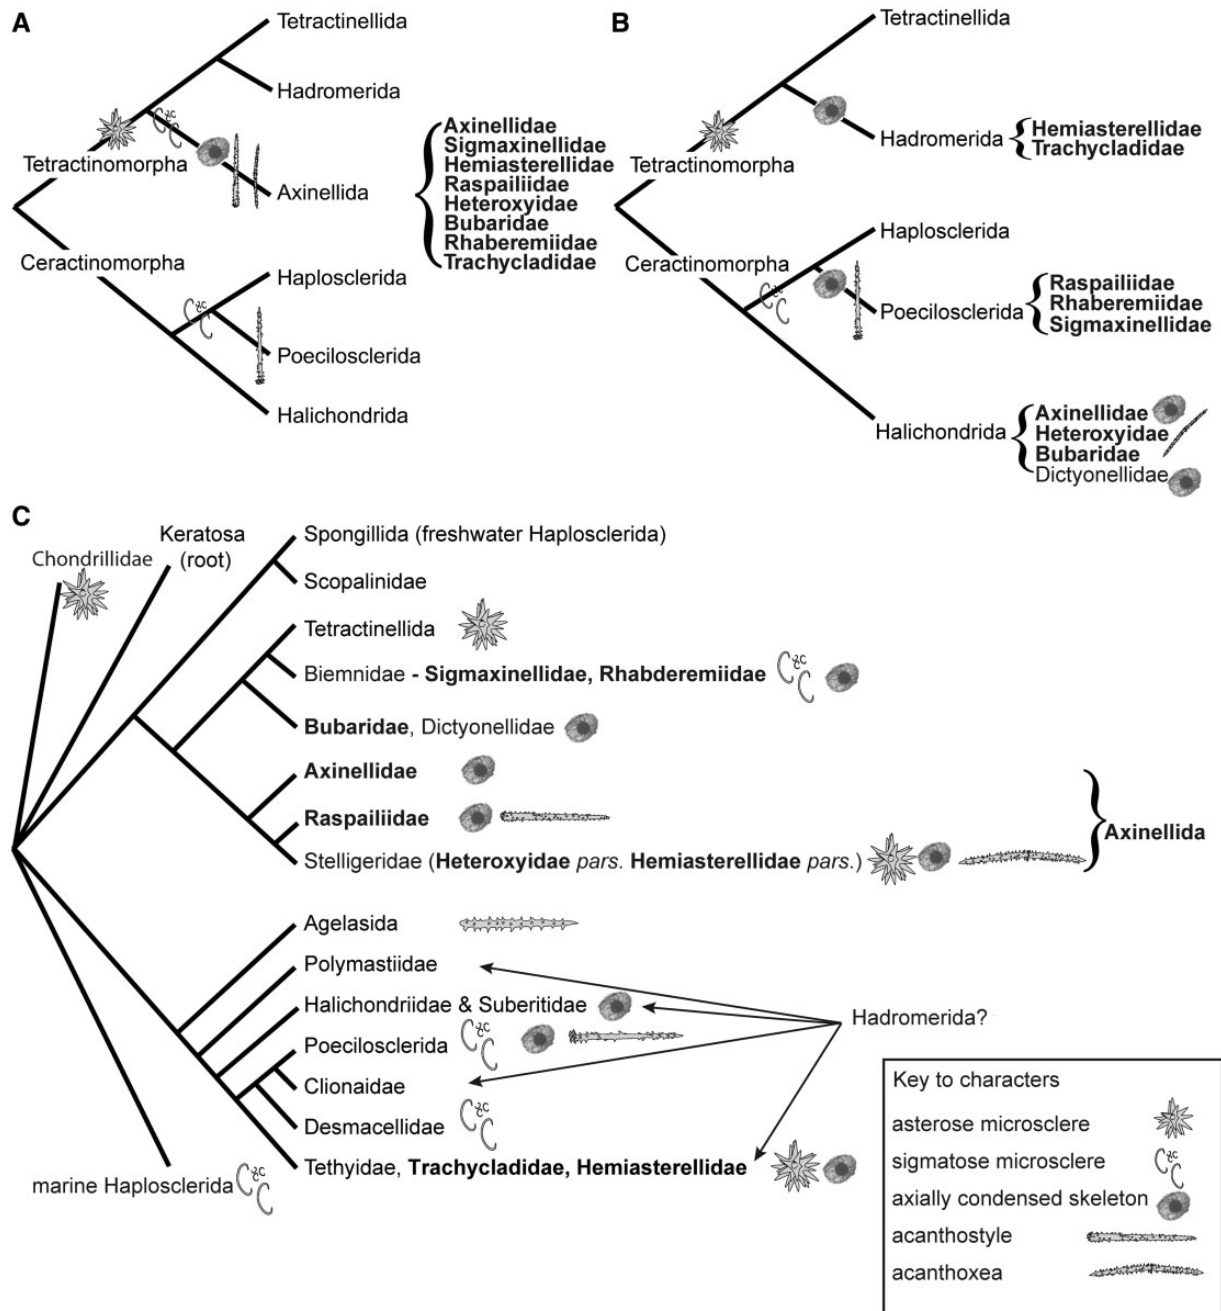 A
Tetractinellida
Hadromerida
Tetractinomorpha
Axinellida
Axinellidae
Sigmaxinellidae
Hemisterellidae
Raspailiidae
Heteroxyidae
Bubaridae
Rhaberemiidae
Trachycladidae
Ceractinomorpha
Haplosclerida
Poecilosclerida
Halichondrida
B
Tetractinellida
Hadromerida
Hemiasterellidae
Trachycladidae
Tetractinomorpha
Haplosclerida
Ceractinomorpha
Poecilosclerida
Raspailiidae
Rhaberemiidae
Sigmaxinellidae
Halichondrida
Axinellidae
Heteroxyidae
Bubaridae
Dictyonellidae
C
Chondrillidae
Keratosa
(root)
Spongillida (freshwater Haplosclerida)
Scopalinidae
Tetractinellida
Biemnidae - Sigmaxinellidae, Rhabderemiidae
Bubaridae, Dictyonellidae
Axinellidae
Raspailiidae
Stelligeridae (Heteroxyidae pars. Hemiasterellidae pars.)
Axinellida
Agelasida
Polymastiidae
Halichondriidae & Suberitidae
Poecilosclerida
Clionaidae
Desmacellidae
Tethyidae, Trachycladidae, Hemiasterellidae
marine Haplosclerida
Hadromerida?
Key to characters
asterose microsclere
sigmatose microsclere
axially condensed skeleton
acanthostyle
acanthoxea